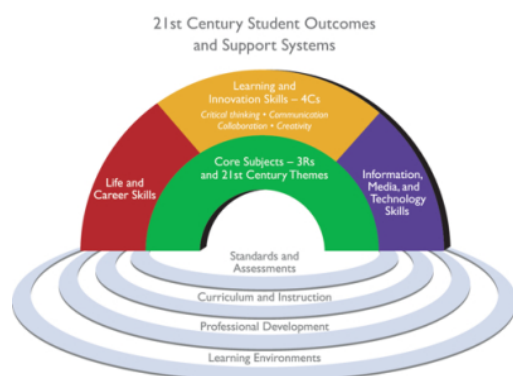 21st Century Student Outcomes
and Support Systems
Learning and
Innovation Skills – 4Cs
Critical thinking • Communication
Collaboration • Creativity
Core Subjects – 3Rs
and 21st Century Themes
Life and
Career Skills
Information,
Media, and
Technology
Skills
Standards and
Assessments
Curriculum and Instruction
Professional Development
Learning Environments